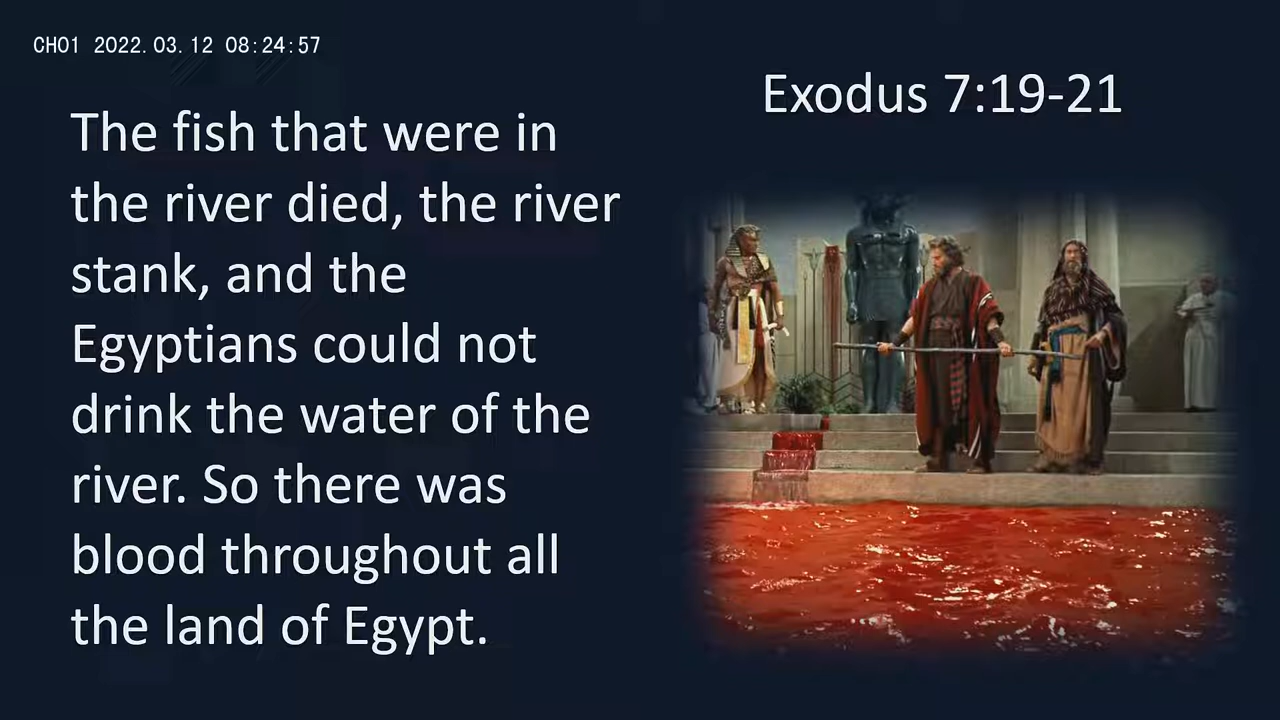 CH01 2022.03.12 08:24:57
Exodus 7:19-21
The fish that were in
the river died, the river
stank, and the
Egyptians could not
drink the water of the
river. So there was
blood throughout all
the land of Egypt.